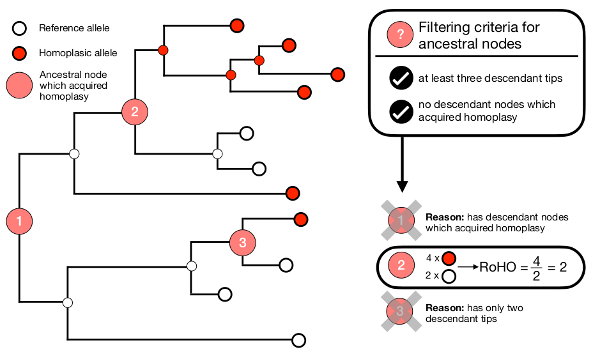 Reference allele
Homoplasic allele
Ancestral node
which acquired
homoplasy
2
1
3
? Filtering criteria for
ancestral nodes
at least three descendant tips
no descendant nodes which
acquired homoplasy
1 Reason: has descendant nodes
which acquired homoplasy
2 4 x
2 x
RoHO = 4/2 = 2
3 Reason: has only two
descendant tips